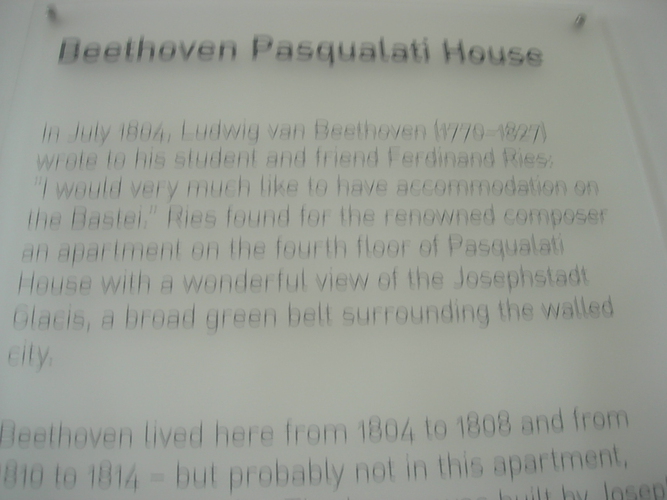 Beethoven Pasqualati House
In July 1804, Ludwig van Beethoven (1770–1827)
wrote to his student and friend Ferdinand Ries:
"I would very much like to have accommodation on
the Bastei." Ries found for the renowned composer
an apartment on the fourth floor of Pasqualati
House with a wonderful view of the Josephstadt
Glacis, a broad green belt surrounding the walled
city.
Beethoven lived here from 1804 to 1808 and from
1810 to 1814 – but probably not in this apartment,
built by Josep